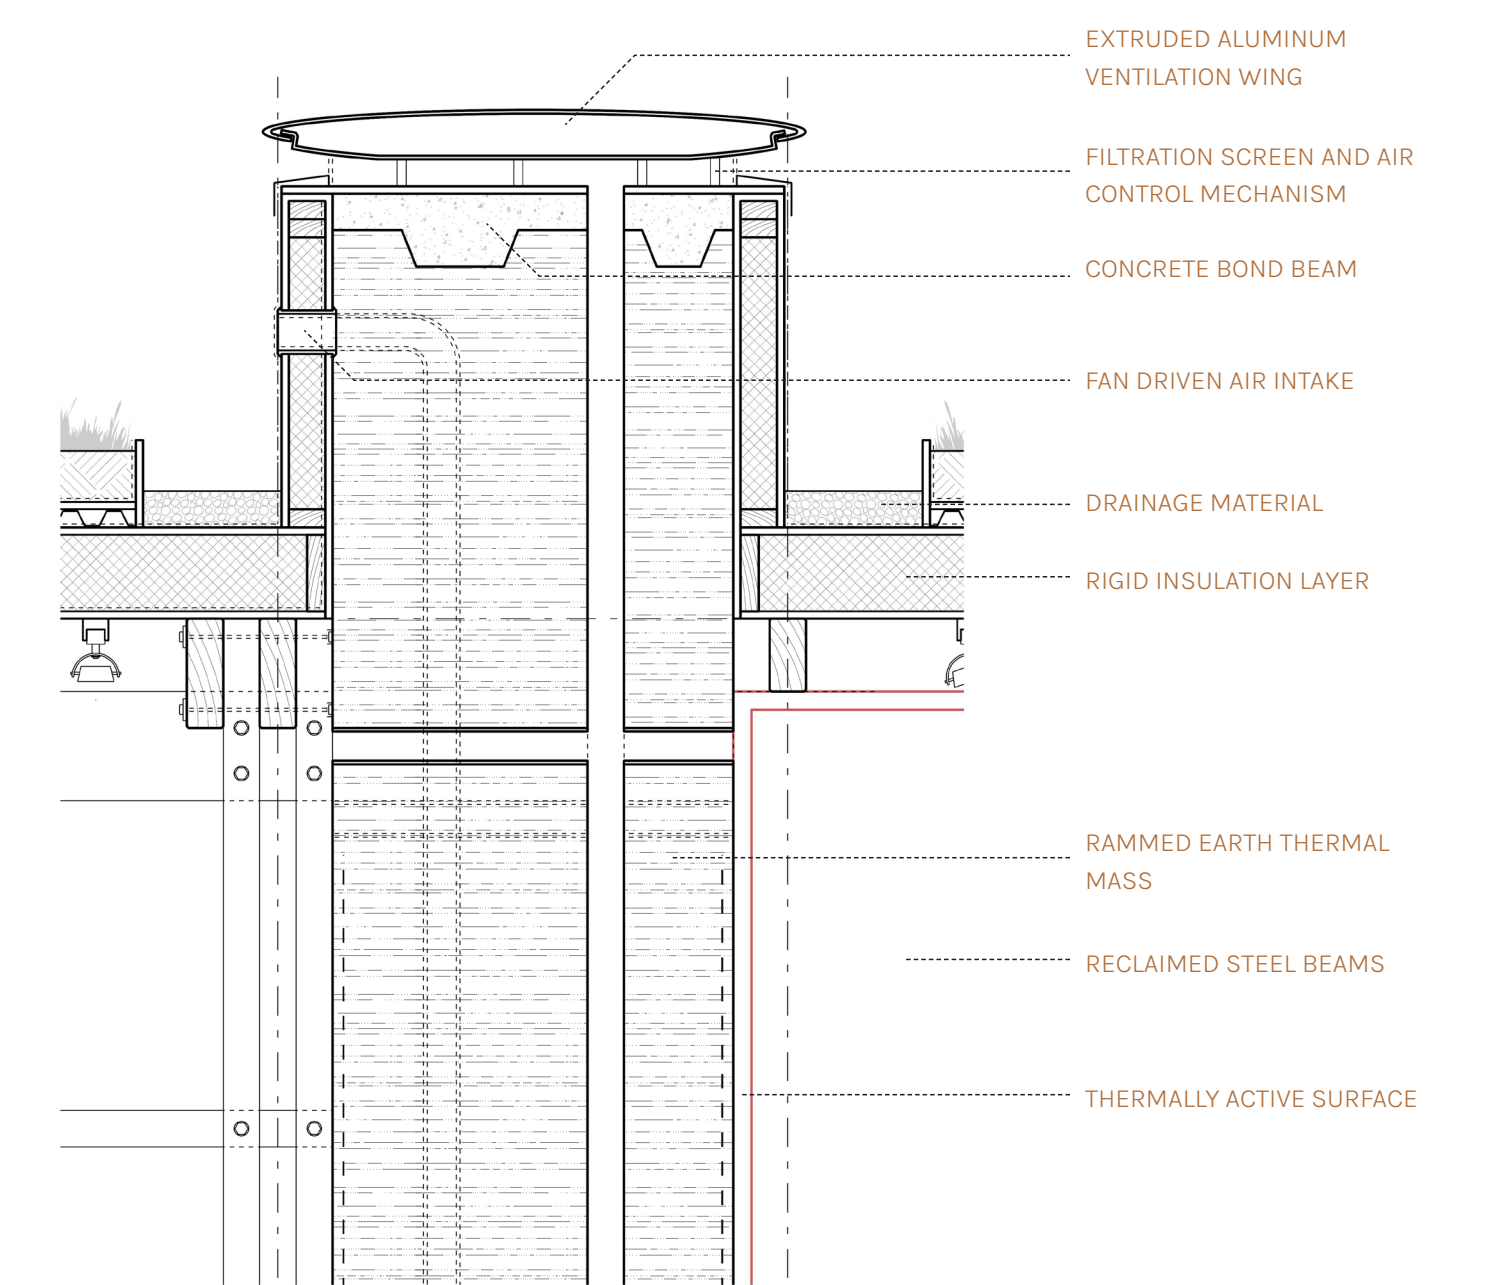 EXTRUDED ALUMINUM
VENTILATION WING
FILTRATION SCREEN AND AIR
CONTROL MECHANISM
CONCRETE BOND BEAM
FAN DRIVEN AIR INTAKE
DRAINAGE MATERIAL
RIGID INSULATION LAYER
RAMMED EARTH THERMAL
MASS
RECLAIMED STEEL BEAMS
THERMALLY ACTIVE SURFACE